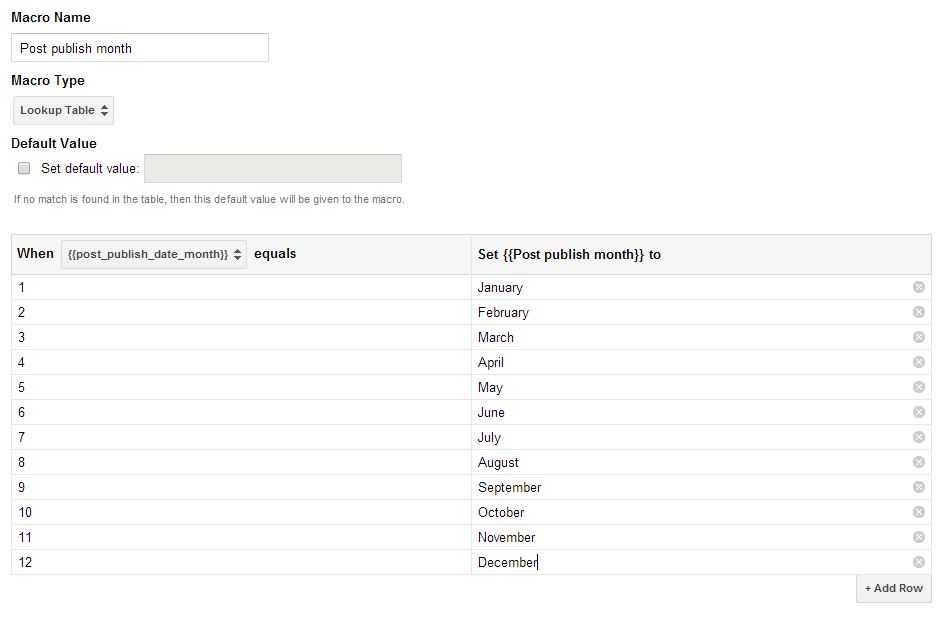 Macro Name
Post publish month
Macro Type
Lookup Table
Default Value
Set default value:
If no match is found in the table, then this default value will be given to the macro.
When {{post_publish_date_month}} equals Set {{Post publish month}} to
1 January
2 February
3 March
4 April
5 May
6 June
7 July
8 August
9 September
10 October
11 November
12 December
+ Add Row